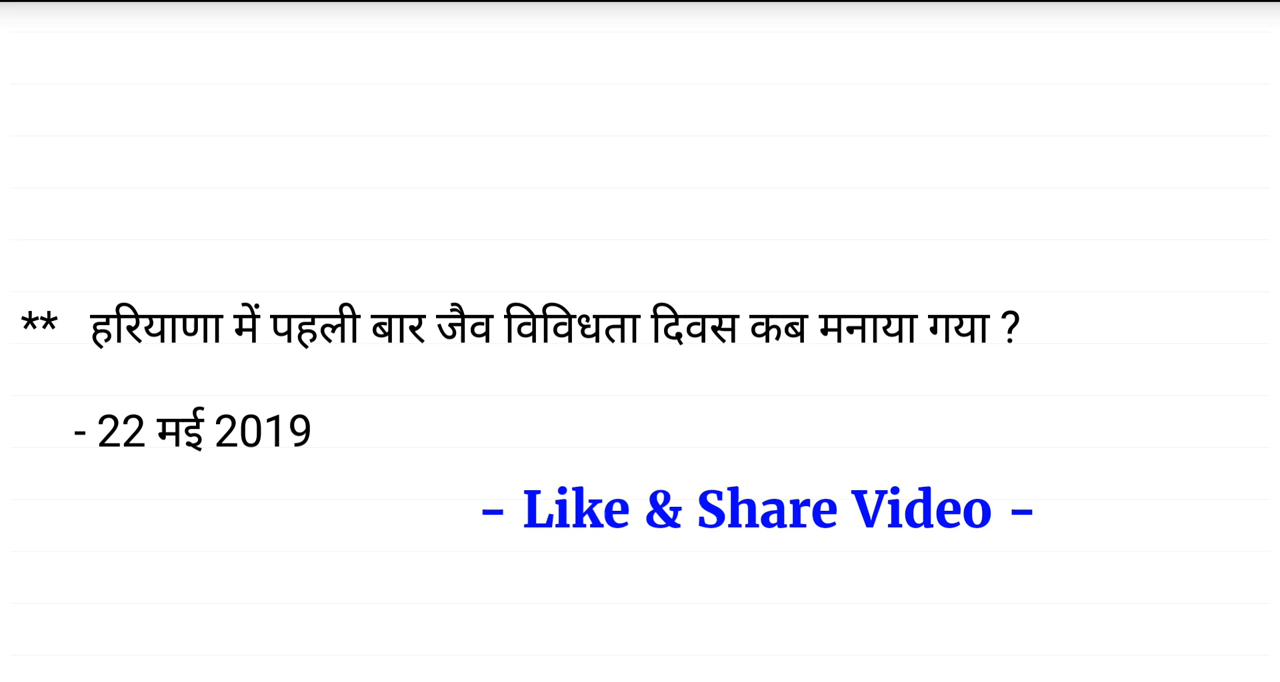 ** हरियाणा में पहली बार जैव विविधता दिवस कब मनाया गया ?
- 22 मई 2019
- Like & Share Video -